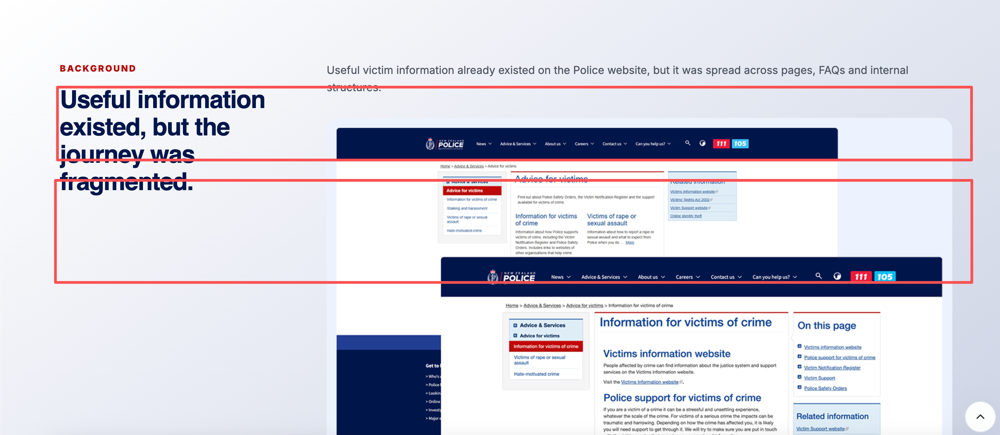 BACKGROUND
Useful information
existed, but the
journey was
fragmented.
Useful victim information already existed on the Police website, but it was spread across pages, FAQs and internal
structures.
NEW ZEALAND
POLICE
News
Advice & Services
About us
Careers
Contact us
Can you help us?
111
105
Home > Advice & Services > Advice for victims
Advice & Services
Advice for victims
Information for victims of crime
Stalking and harassment
Victims of rape or sexual
assault
Hate-motivated crime
Advice for victims
Find out about Police Safety Orders, the Victim Notification Register and the support
available for victims of crime.
Information for victims
of crime
Information about how Police supports
victims of crime, including the Victim
Notification Register and Police Safety
Orders. Includes links to websites of
other organisations that help crime
Victims of rape or
sexual assault
Information about how to report a rape or
sexual assault and what to expect from
Police when you do. ... More
Related information
Victims Information website
Victims' Rights Act 2002
Victim Support website
Online identity theft
Get to
> Who's
> Police
> Lookin
> Online
> Investi
> Major
NEW ZEALAND
POLICE
News
Advice & Services
About us
Careers
Contact us
Can you help us?
111
105
Home > Advice & Services > Advice for victims > Information for victims of crime
Advice & Services
Advice for victims
Information for victims of crime
Victims of rape or sexual
assault
Hate-motivated crime
Information for victims of crime
Victims information website
People affected by crime can find information about the justice system and support
services on the Victims information website.
Visit the Victims Information website.
Police support for victims of crime
If you are a victim of a crime it can be a stressful and unsettling experience,
whatever the scale of the crime. For victims of a serious crime the impacts can be
traumatic and harrowing. Depending on how the crime has affected you, it is likely
you will need support to get through it. We will try to make sure you are put in touch
On this page
Victims information website
Police support for victims of crime
Victim Notification Register
Victim Support
Police Safety Orders
Related information
Victim Support website